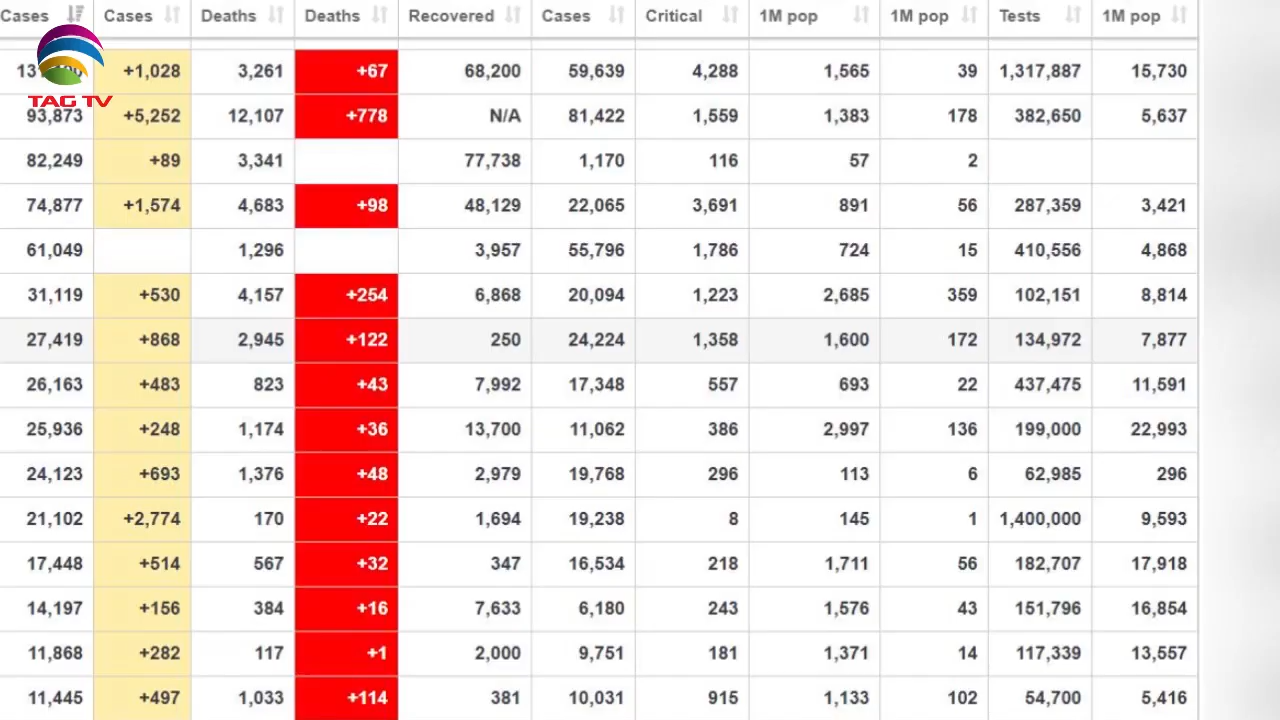 Cases Cases Deaths Deaths Recovered Cases Critical 1M pop 1M pop Tests 1M pop
+1,028 3,261 +67 68,200 59,639 4,288 1,565 39 1,317,887 15,730
TAG TV
93,873 +5,252 12,107 +778 N/A 81,422 1,559 1,383 178 382,650 5,637
82,249 +89 3,341 77,738 1,170 116 57 2
74,877 +1,574 4,683 +98 48,129 22,065 3,691 891 56 287,359 3,421
61,049 1,296 3,957 55,796 1,786 724 15 410,556 4,868
31,119 +530 4,157 +254 6,868 20,094 1,223 2,685 359 102,151 8,814
27,419 +868 2,945 +122 250 24,224 1,358 1,600 172 134,972 7,877
26,163 +483 823 +43 7,992 17,348 557 693 22 437,475 11,591
25,936 +248 1,174 +36 13,700 11,062 386 2,997 136 199,000 22,993
24,123 +693 1,376 +48 2,979 19,768 296 113 6 62,985 296
21,102 +2,774 170 +22 1,694 19,238 8 145 1 1,400,000 9,593
17,448 +514 567 +32 347 16,534 218 1,711 56 182,707 17,918
14,197 +156 384 +16 7,633 6,180 243 1,576 43 151,796 16,854
11,868 +282 117 +1 2,000 9,751 181 1,371 14 117,339 13,557
11,445 +497 1,033 +114 381 10,031 915 1,133 102 54,700 5,416